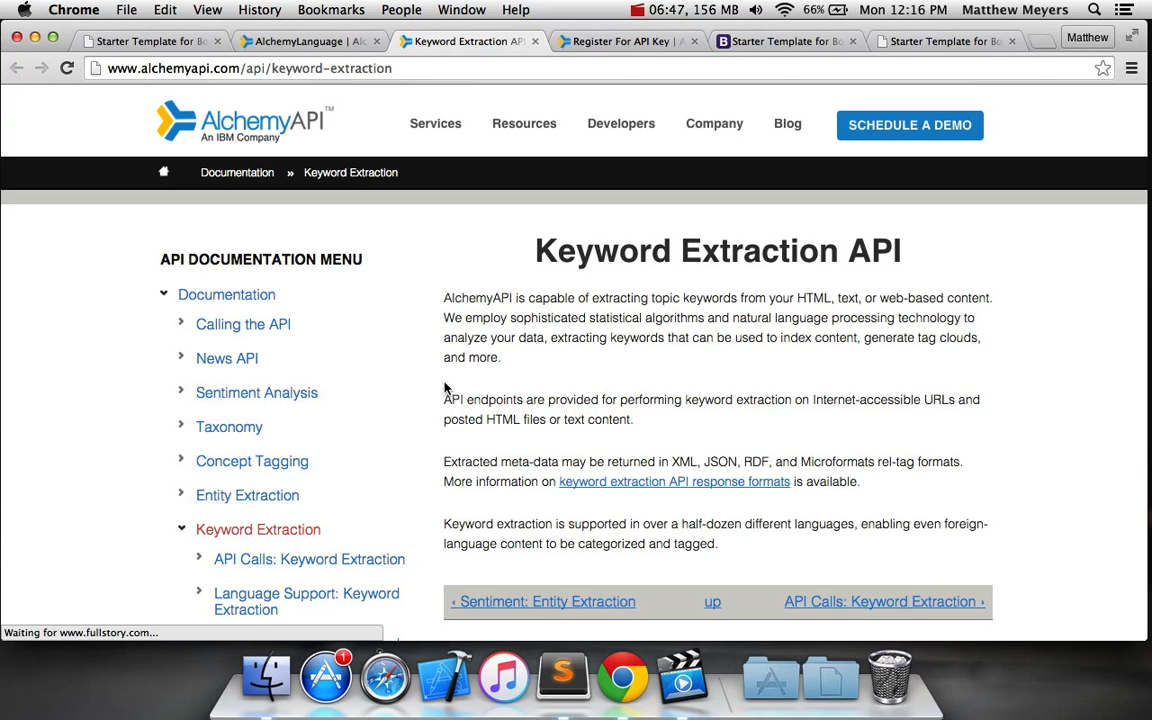 Chrome File Edit View History Bookmarks People Window Help 06:47, 156 MB 66% Mon 12:16 PM Matthew Meyers
Starter Template for Bo AlchemyLanguage | Al Keyword Extraction API Register For API Key | A B Starter Template for Bo Starter Template for Bo Matthew
www.alchemyapi.com/api/keyword-extraction
AlchemyAPI™
An IBM Company
Services Resources Developers Company Blog SCHEDULE A DEMO
Documentation » Keyword Extraction
API DOCUMENTATION MENU
Documentation
Calling the API
News API
Sentiment Analysis
Taxonomy
Concept Tagging
Entity Extraction
Keyword Extraction
API Calls: Keyword Extraction
Language Support: Keyword
Extraction
Keyword Extraction API
AlchemyAPI is capable of extracting topic keywords from your HTML, text, or web-based content.
We employ sophisticated statistical algorithms and natural language processing technology to
analyze your data, extracting keywords that can be used to index content, generate tag clouds,
and more.
API endpoints are provided for performing keyword extraction on Internet-accessible URLs and
posted HTML files or text content.
Extracted meta-data may be returned in XML, JSON, RDF, and Microformats rel-tag formats.
More information on keyword extraction API response formats is available.
Keyword extraction is supported in over a half-dozen different languages, enabling even foreign-
language content to be categorized and tagged.
‹ Sentiment: Entity Extraction up API Calls: Keyword Extraction ›
Waiting for www.fullstory.com...
1
S